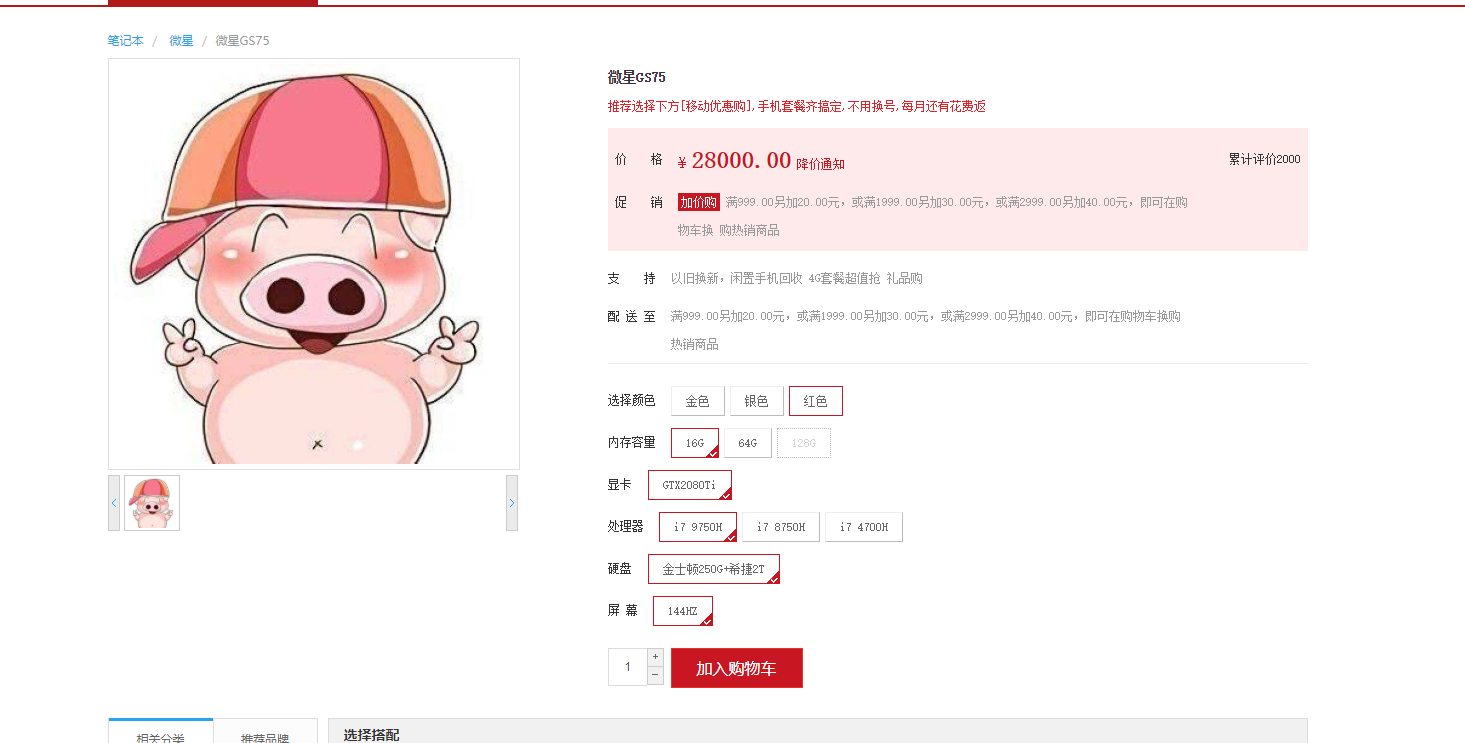 笔记本 / 微星 / 微星GS75
微星GS75
推荐选择下方[移动优惠购],手机套餐齐搞定,不用换号,每月还有花费返
价 格 ¥ 28000.00 降价通知 累计评价2000
促 销 加价购 满999.00另加20.00元，或满1999.00另加30.00元，或满2999.00另加40.00元，即可在购
物车换 购热销商品
支 持 以旧换新，闲置手机回收 4G套餐超值抢 礼品购
配 送 至 满999.00另加20.00元，或满1999.00另加30.00元，或满2999.00另加40.00元，即可在购物车换购
热销商品
选择颜色 金色 银色 红色
内存容量 16G 64G 128G
显卡 GTX2080Ti
处理器 i7 9750H i7 8750H i7 4700H
硬盘 金士顿250G+希捷2T
屏 幕 144HZ
1 + − 加入购物车
相关分类 推荐品牌 选择搭配